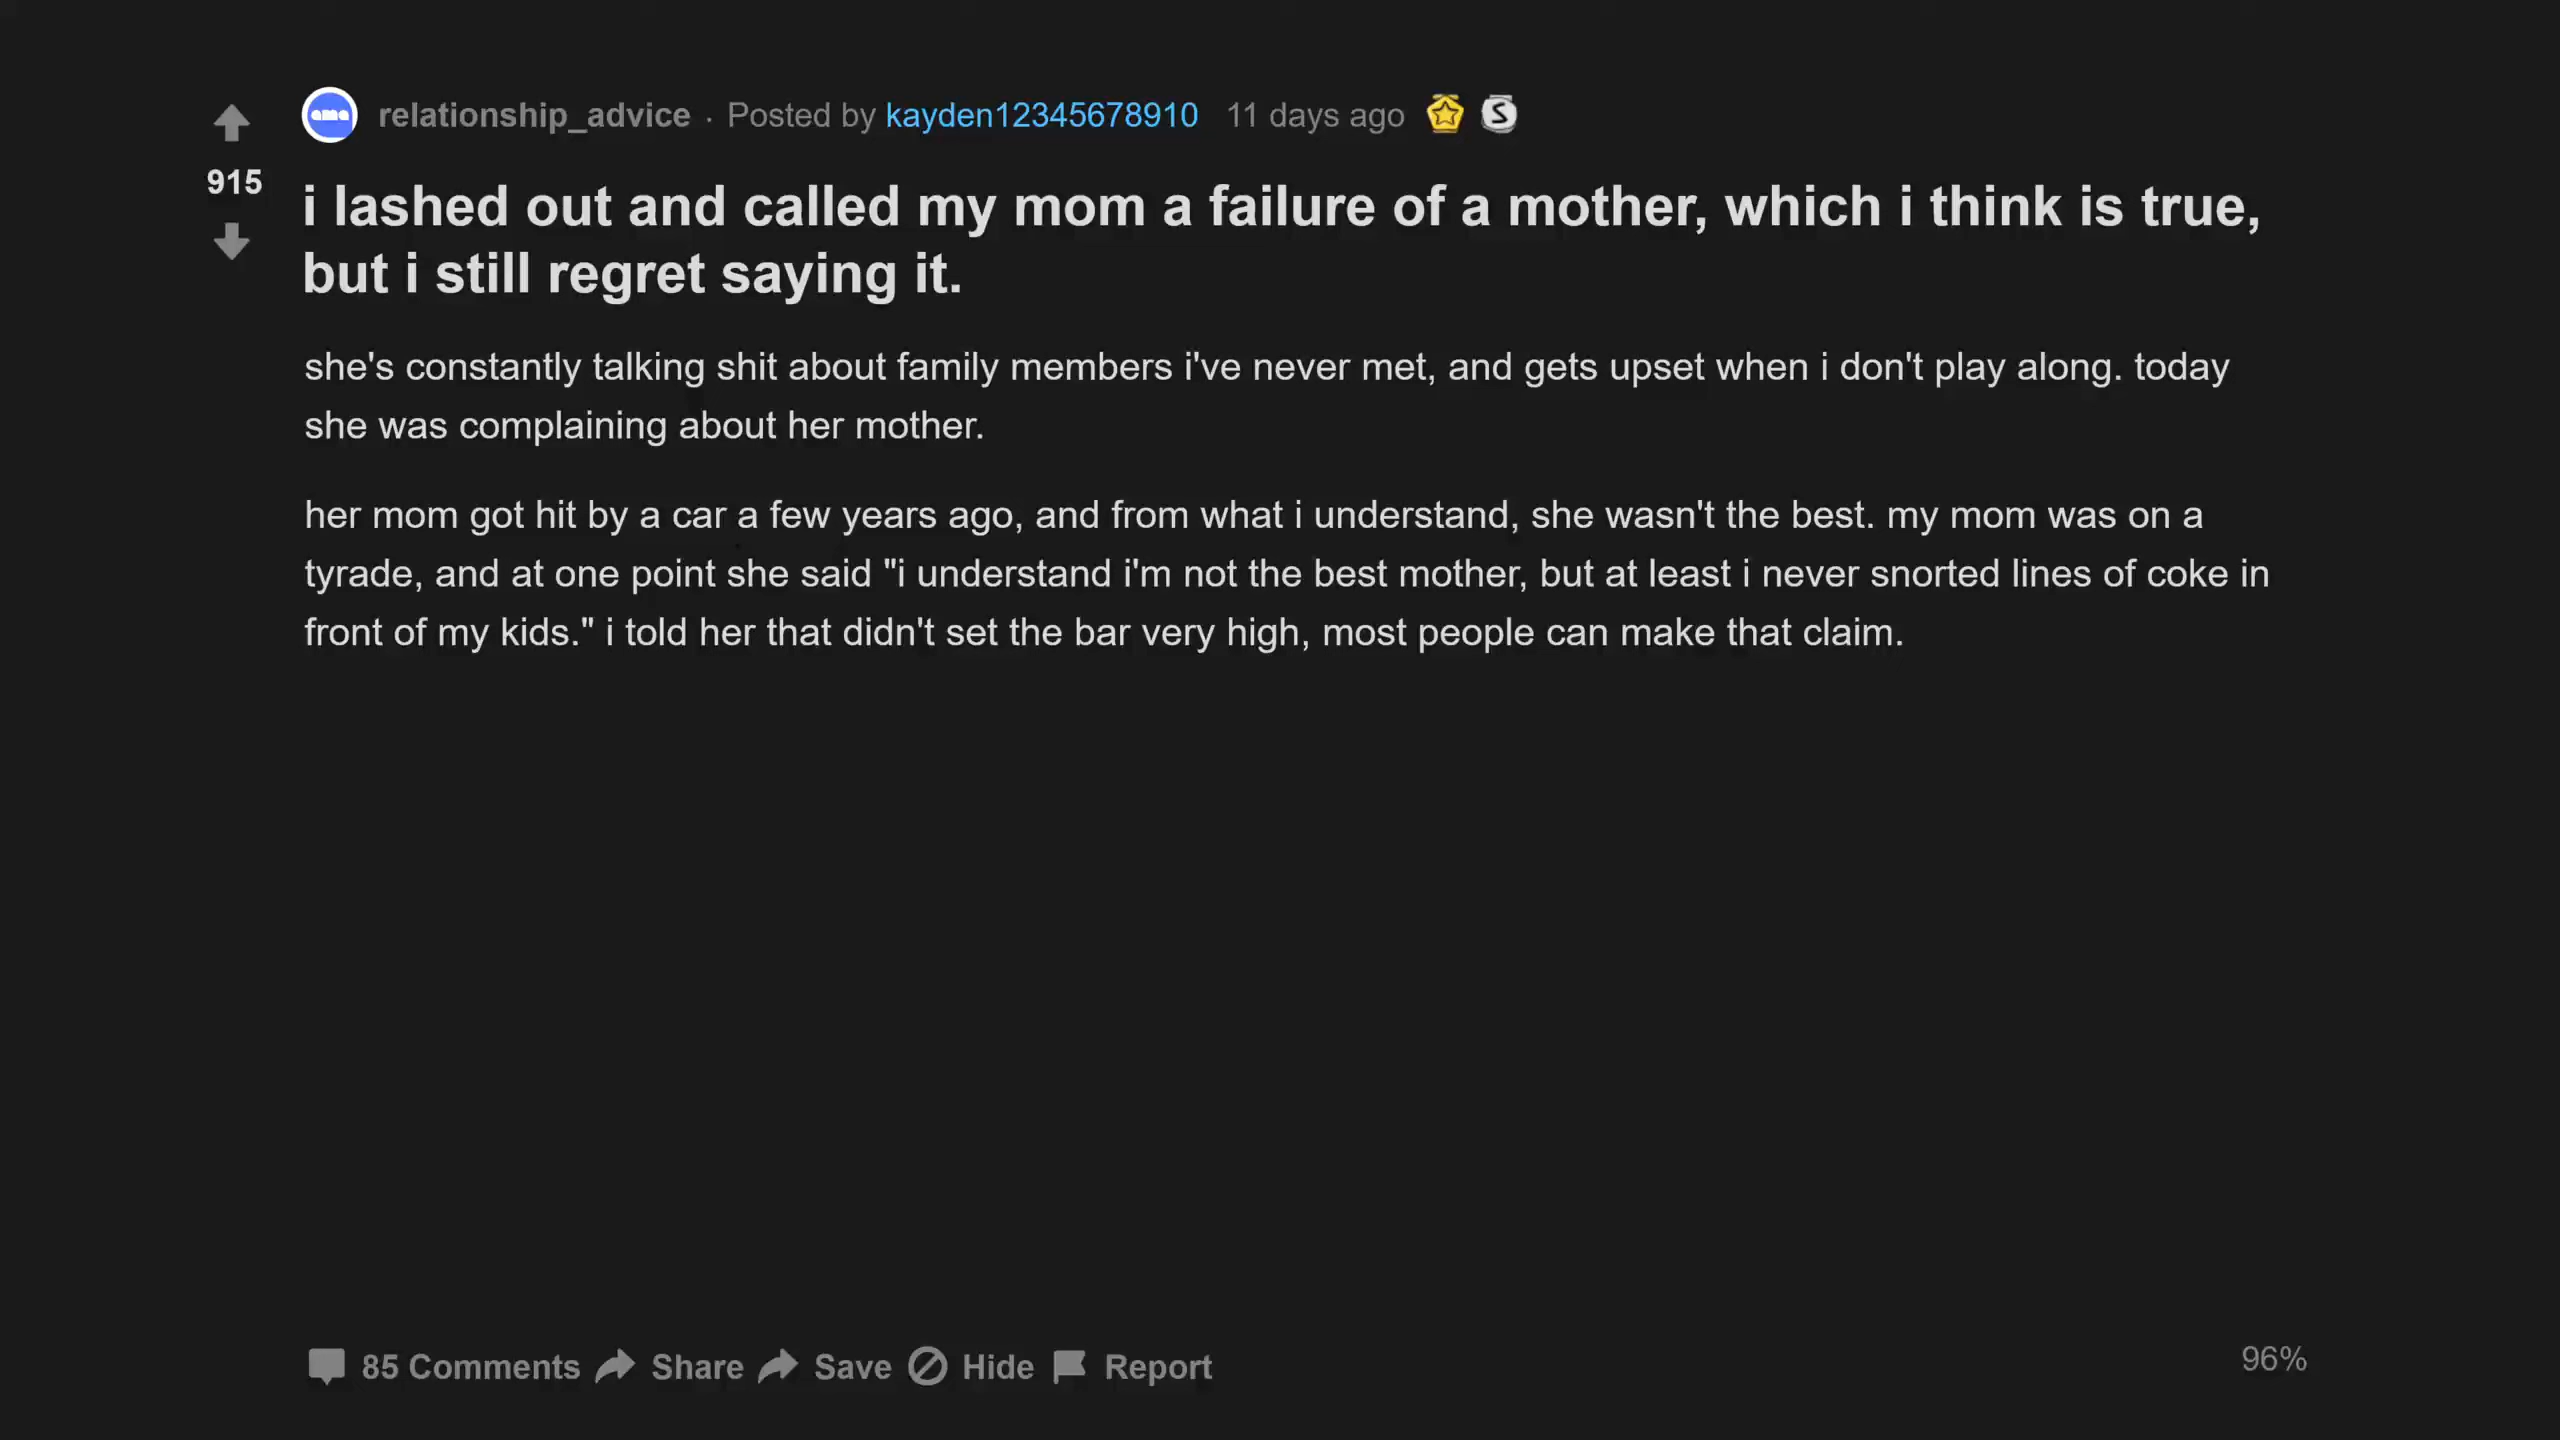 ama
relationship_advice · Posted by kayden12345678910 11 days ago S
915
i lashed out and called my mom a failure of a mother, which i think is true,
but i still regret saying it.
she's constantly talking shit about family members i've never met, and gets upset when i don't play along. today
she was complaining about her mother.
her mom got hit by a car a few years ago, and from what i understand, she wasn't the best. my mom was on a
tyrade, and at one point she said "i understand i'm not the best mother, but at least i never snorted lines of coke in
front of my kids." i told her that didn't set the bar very high, most people can make that claim.
85 Comments Share Save Hide Report
96%